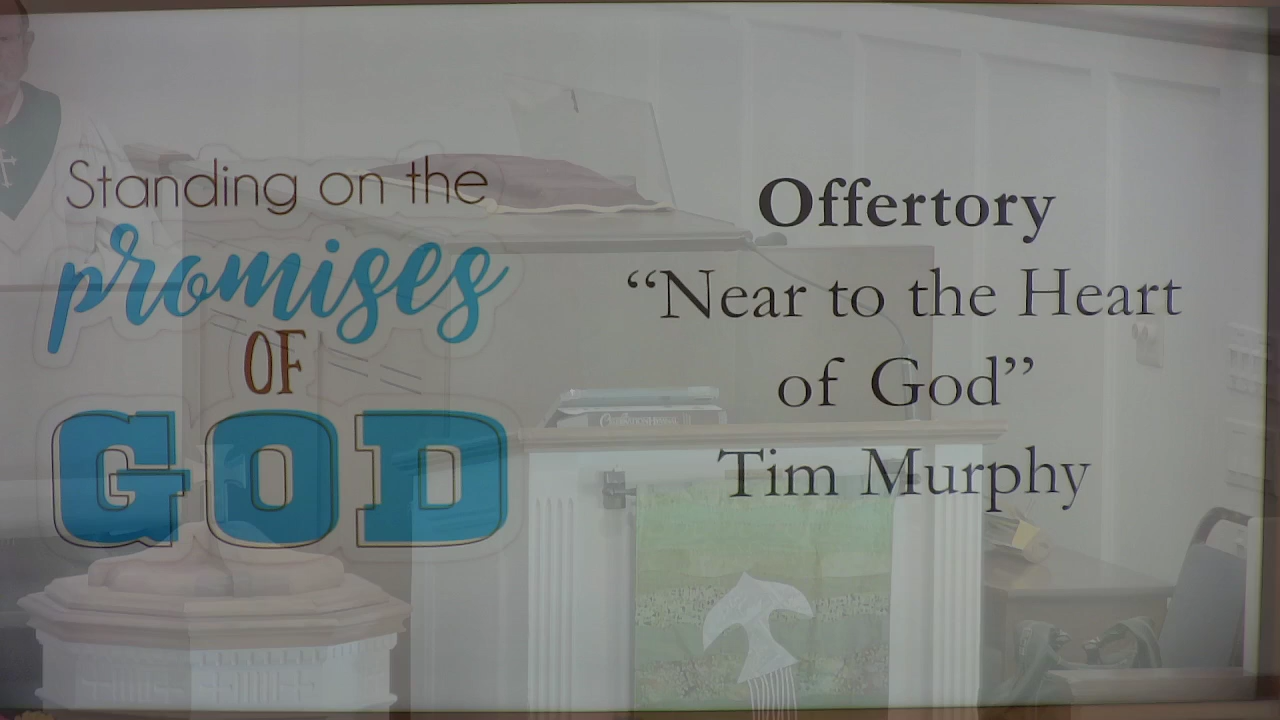 Standing on the
promises
OF
GOD
Offertory
“Near to the Heart
of God”
Tim Murphy